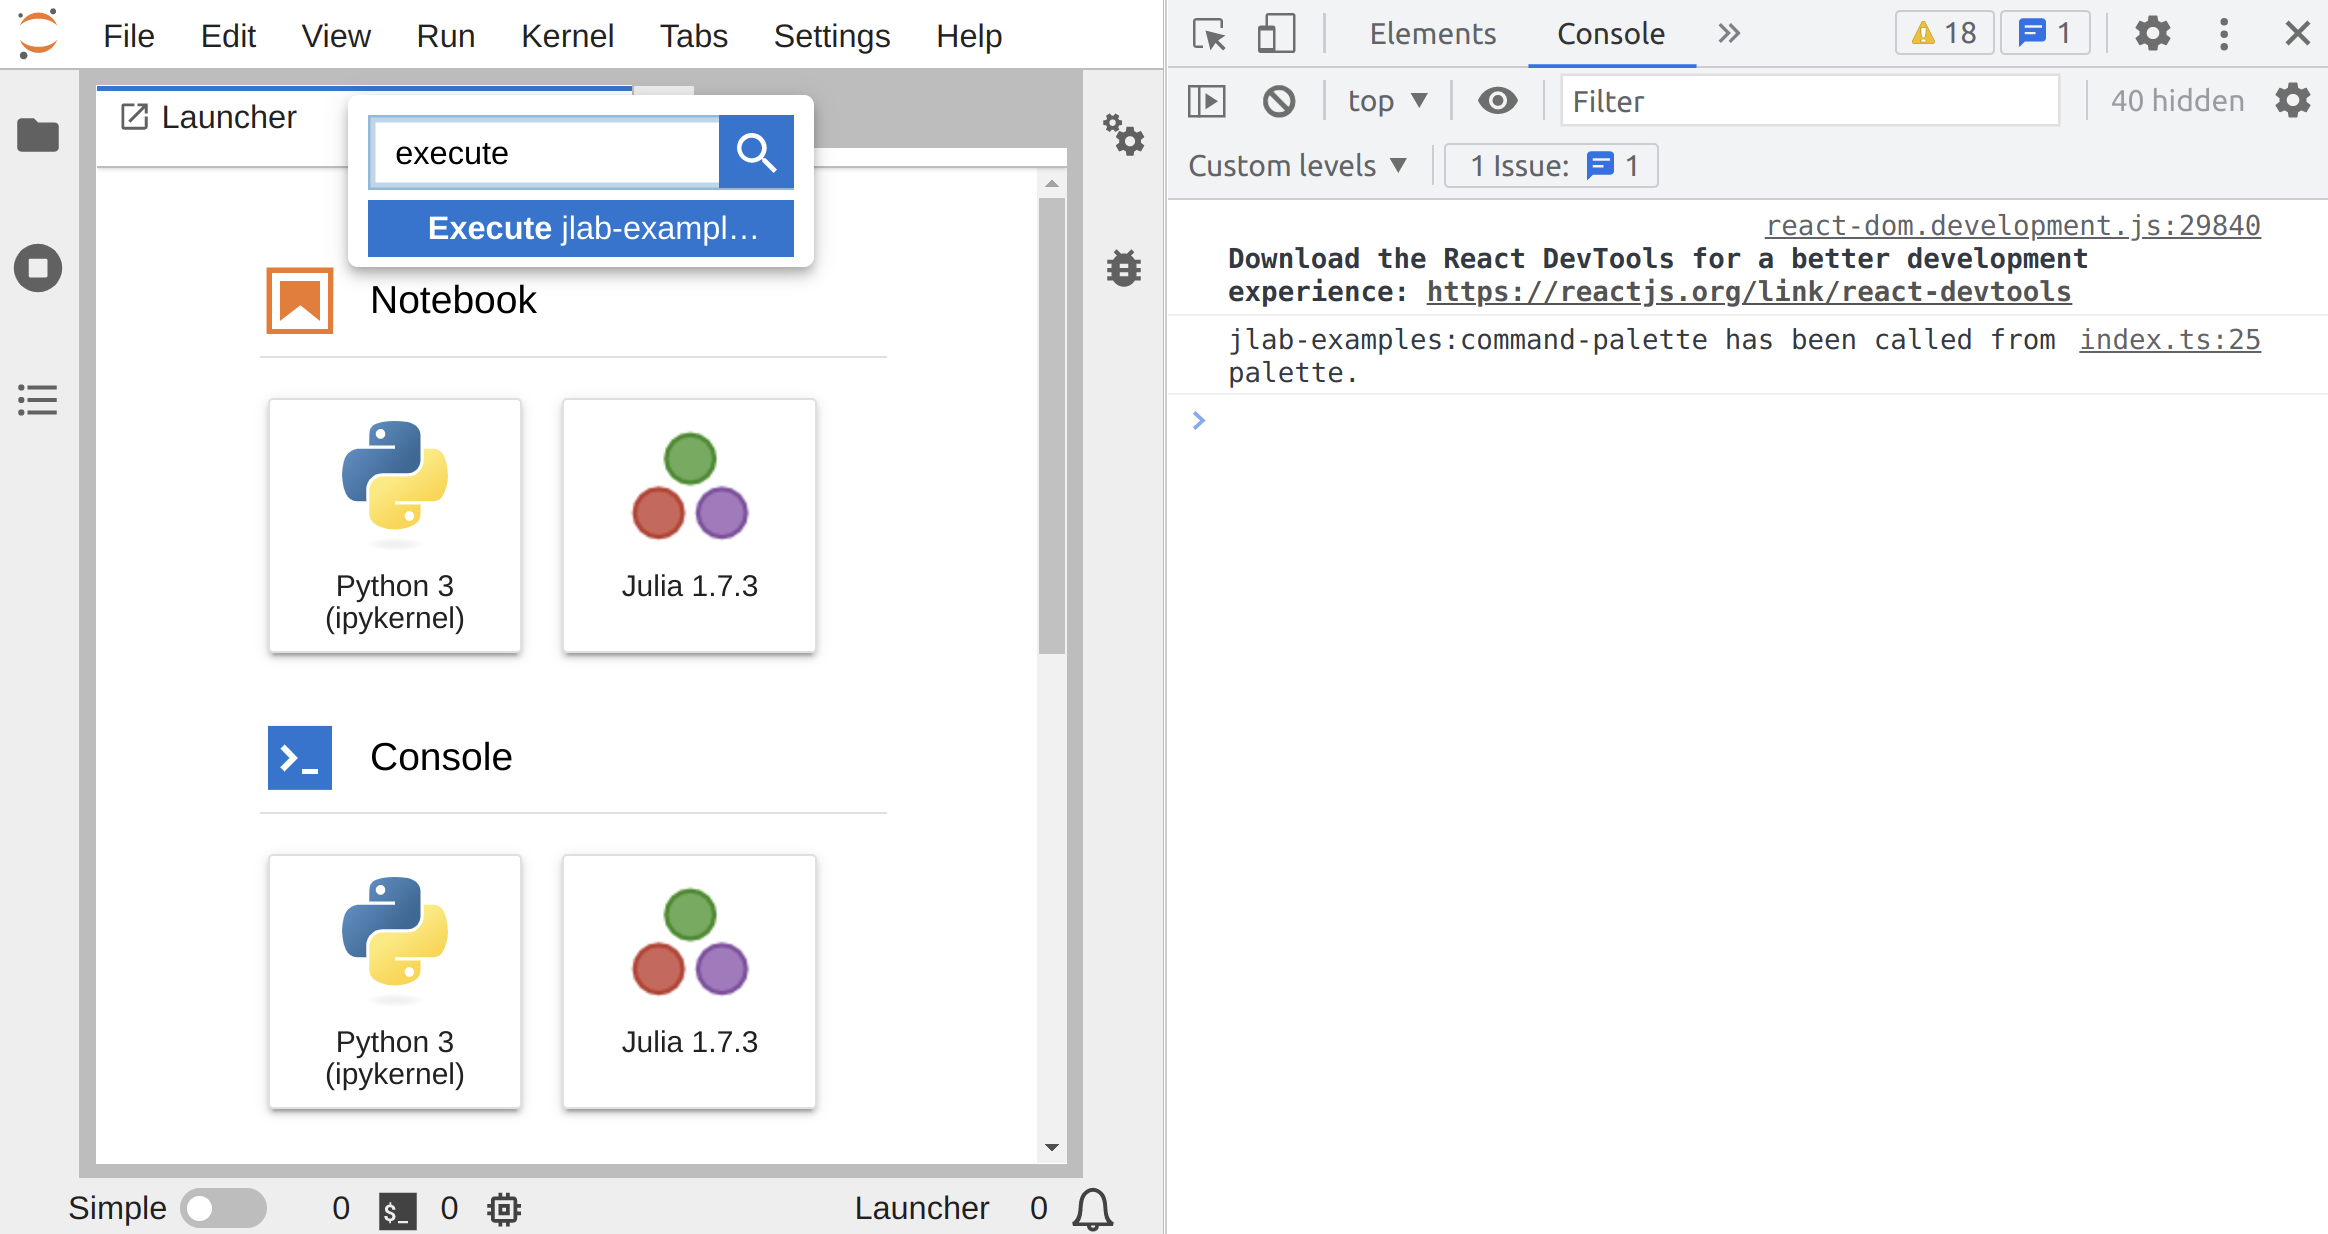 File Edit View Run Kernel Tabs Settings Help
Launcher
execute
Execute jlab-exampl…
Notebook
Python 3
(ipykernel)
Julia 1.7.3
Console
Python 3
(ipykernel)
Julia 1.7.3
Simple 0 $_ 0 Launcher 0
Elements Console 18 1
top Filter 40 hidden
Custom levels 1 Issue: 1
react-dom.development.js:29840
Download the React DevTools for a better development
experience: https://reactjs.org/link/react-devtools
jlab-examples:command-palette has been called from index.ts:25
palette.